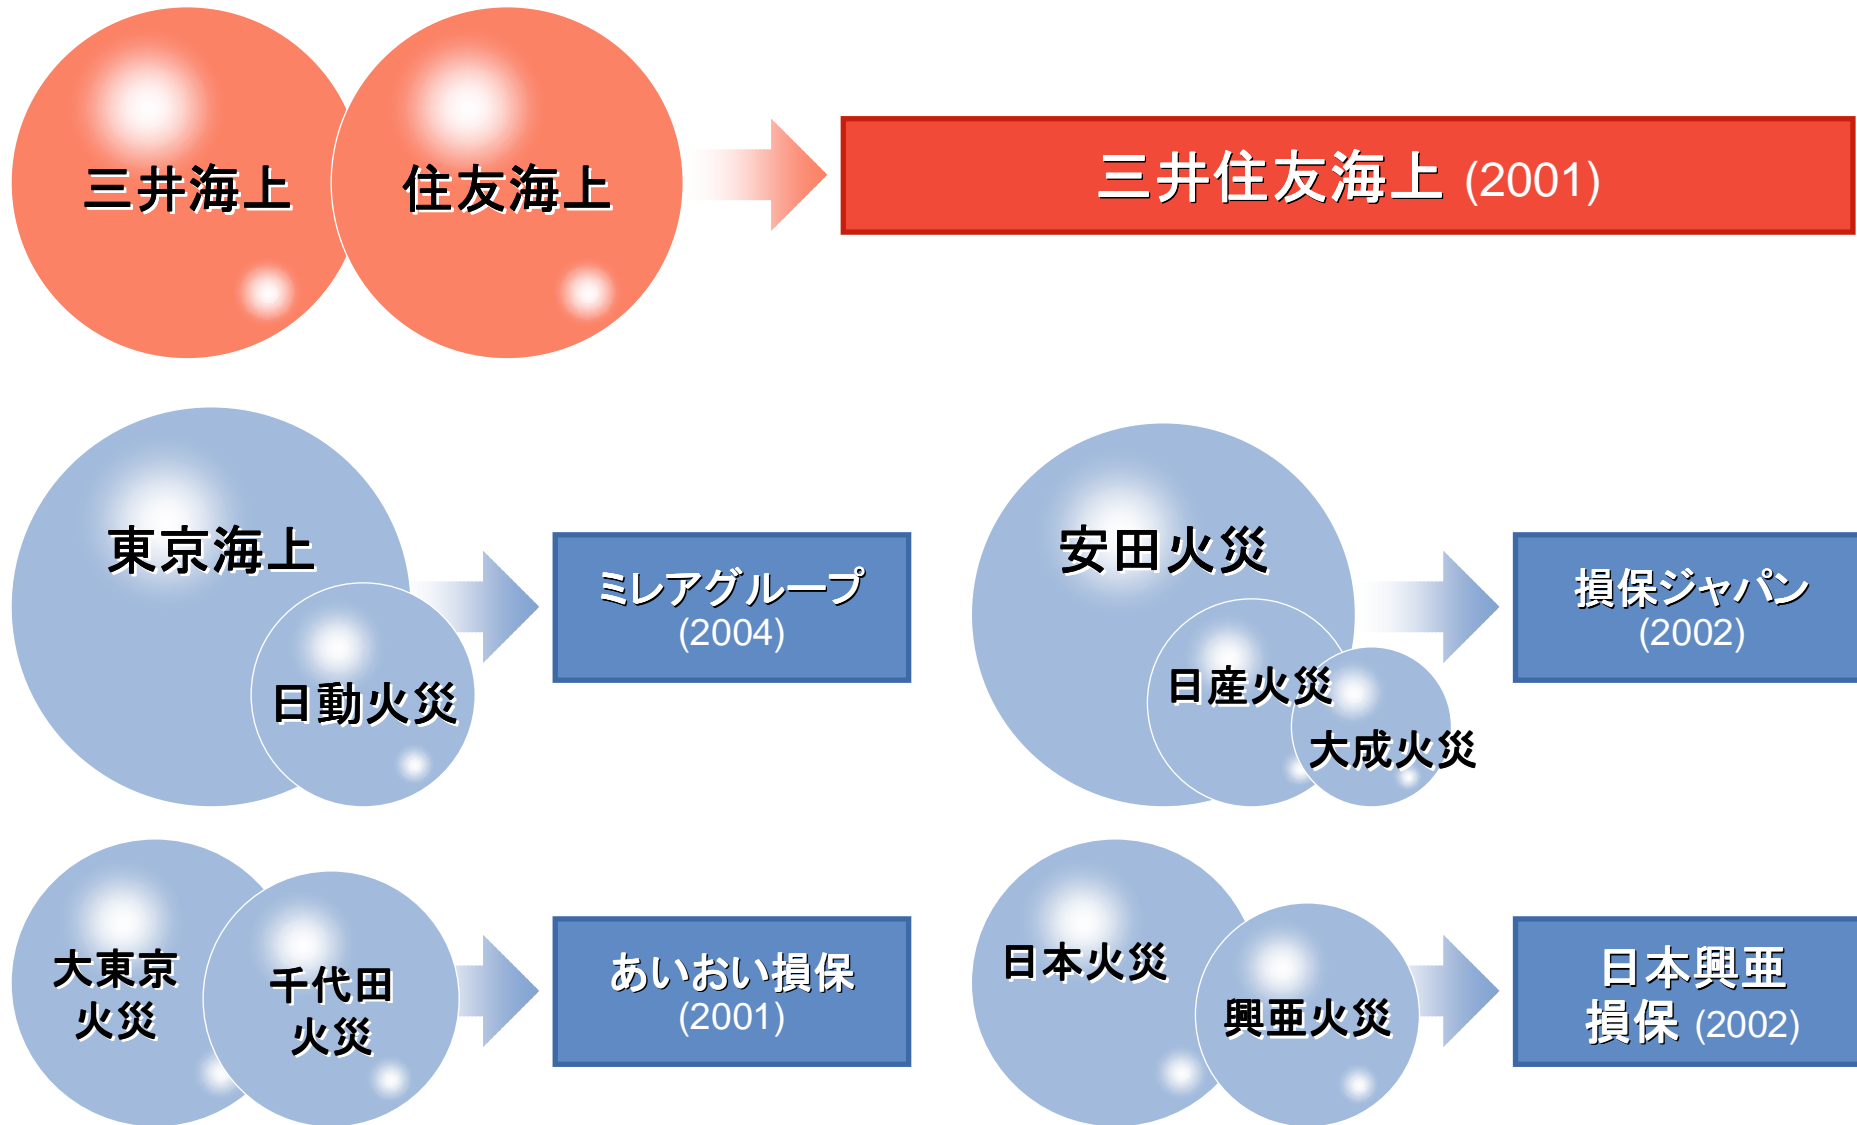 三井海上
住友海上
三井住友海上 (2001)
東京海上
日動火災
ミレアグループ
(2004)
安田火災
日産火災
大成火災
損保ジャパン
(2002)
大東京
火災
千代田
火災
あいおい損保
(2001)
日本火災
興亜火災
日本興亜
損保 (2002)